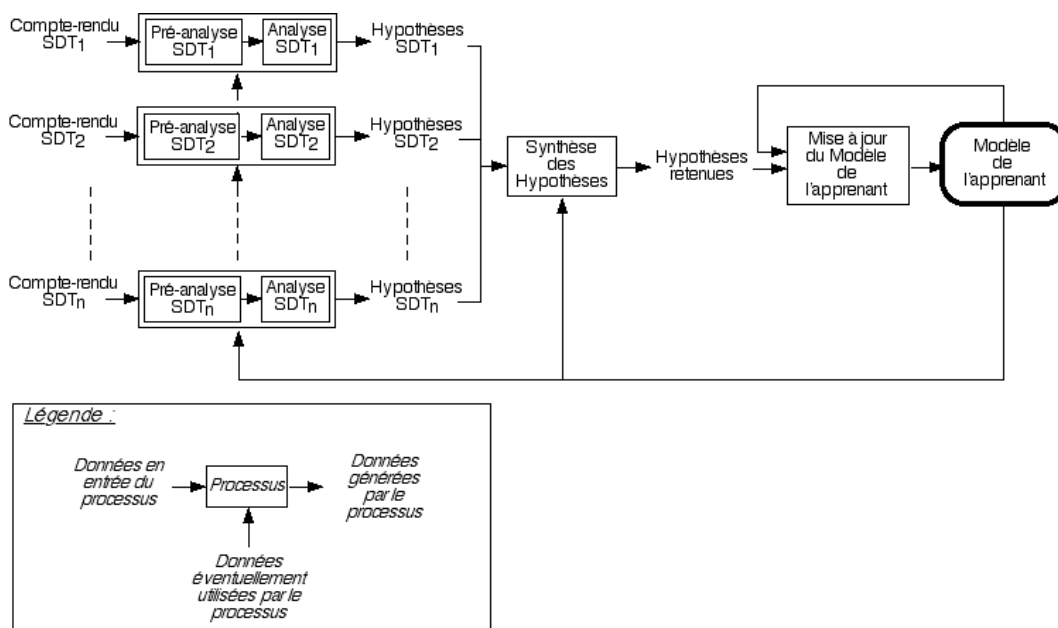 Compte-rendu
SDT1
Pré-analyse
SDT1
Analyse
SDT1
Hypothèses
SDT1
Compte-rendu
SDT2
Pré-analyse
SDT2
Analyse
SDT2
Hypothèses
SDT2
Compte-rendu
SDTn
Pré-analyse
SDTn
Analyse
SDTn
Hypothèses
SDTn
Synthèse
des
Hypothèses
Hypothèses
retenues
Mise à jour
du Modèle
de
l'apprenant
Modèle
de
l'apprenant
Légende :
Données en
entrée du
processus
Processus
Données
générées
par le
processus
Données
éventuellement
utilisées par le
processus